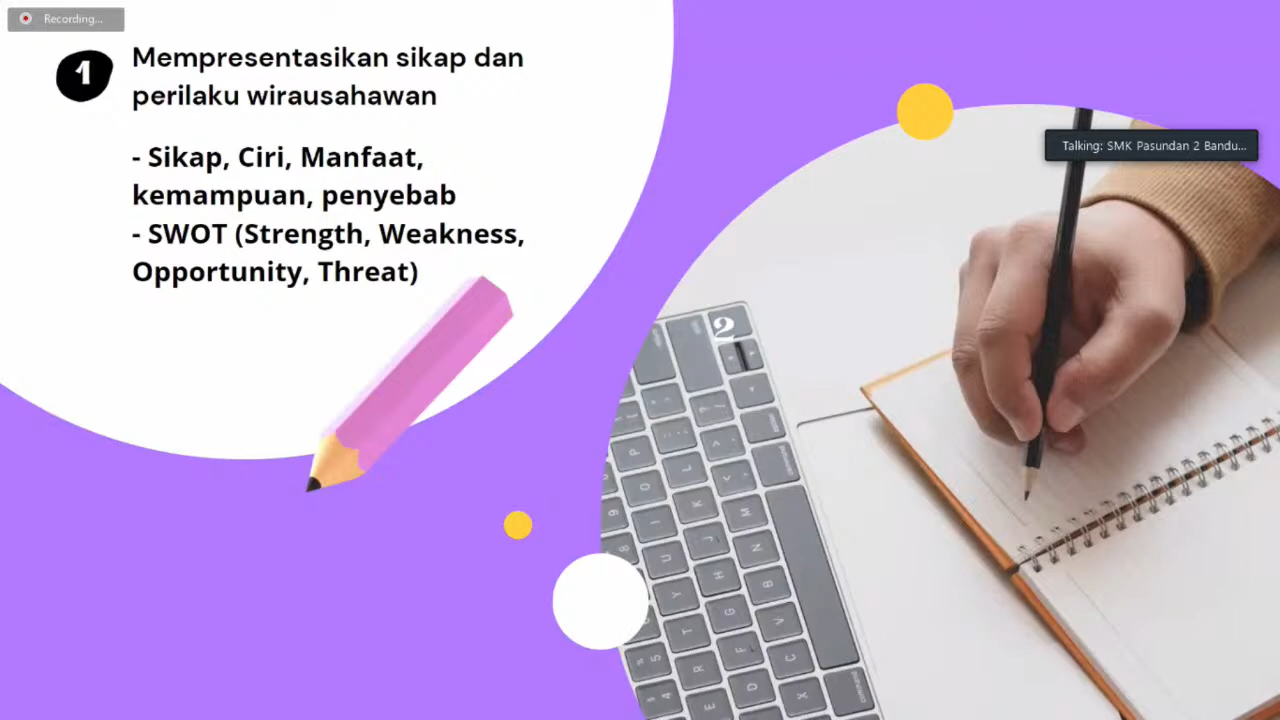 Recording...
1
Mempresentasikan sikap dan
perilaku wirausahawan
- Sikap, Ciri, Manfaat,
kemampuan, penyebab
- SWOT (Strength, Weakness,
Opportunity, Threat)
Talking: SMK Pasundan 2 Bandu...
2